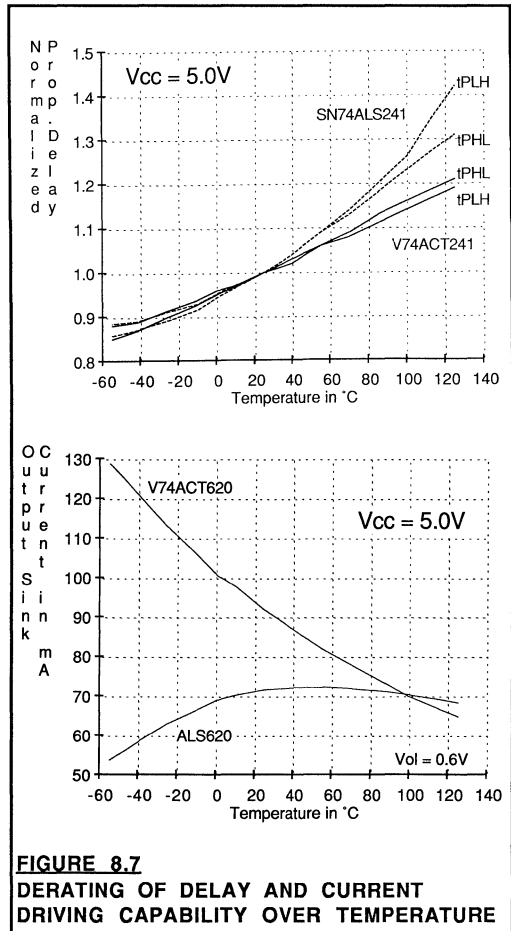 Normalized
Prop. Delay
1.5
1.4
1.3
1.2
1.1
1.0
0.9
0.8
Vcc = 5.0V
SN74ALS241
tPLH
tPHL
tPHL
tPLH
V74ACT241
-60 -40 -20 0 20 40 60 80 100 120 140
Temperature in °C
Output Sink
Current in mA
130
120
110
100
90
80
70
60
50
V74ACT620
Vcc = 5.0V
ALS620
Vol = 0.6V
-60 -40 -20 0 20 40 60 80 100 120 140
Temperature in °C
FIGURE 8.7
DERATING OF DELAY AND CURRENT
DRIVING CAPABILITY OVER TEMPERATURE